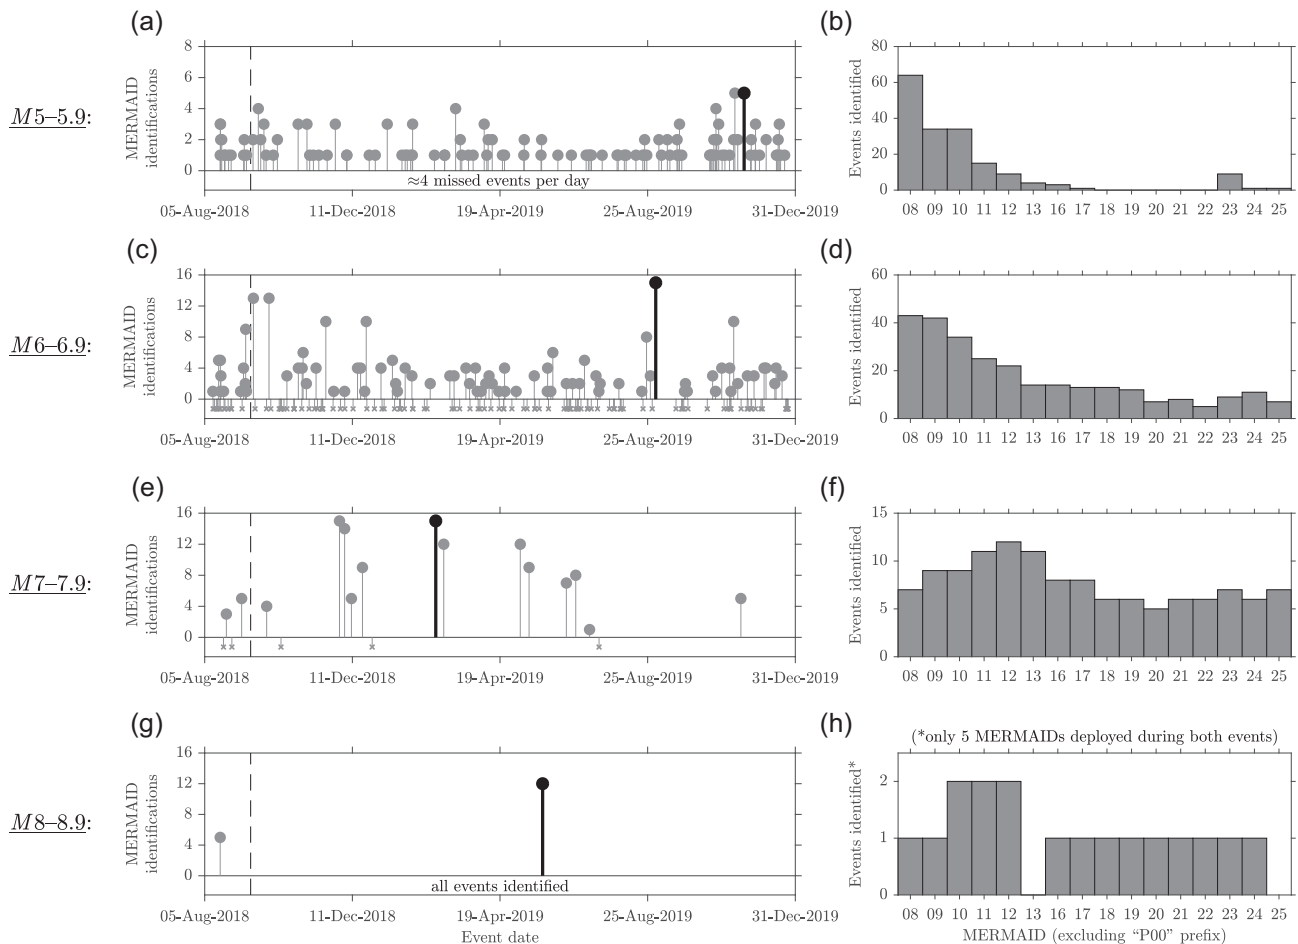 (a)
(b)
M5–5.9:
MERMAID
identifications
8
6
4
2
0
≈4 missed events per day
05-Aug-2018 11-Dec-2018 19-Apr-2019 25-Aug-2019 31-Dec-2019
Events identified
80
60
40
20
0
08 09 10 11 12 13 16 17 18 19 20 21 22 23 24 25
(c)
(d)
M6–6.9:
MERMAID
identifications
16
12
8
4
0
05-Aug-2018 11-Dec-2018 19-Apr-2019 25-Aug-2019 31-Dec-2019
Events identified
60
40
20
0
08 09 10 11 12 13 16 17 18 19 20 21 22 23 24 25
(e)
(f)
M7–7.9:
MERMAID
identifications
16
12
8
4
0
05-Aug-2018 11-Dec-2018 19-Apr-2019 25-Aug-2019 31-Dec-2019
Events identified
15
10
5
0
08 09 10 11 12 13 16 17 18 19 20 21 22 23 24 25
(g)
(h)
M8–8.9:
MERMAID
identifications
16
12
8
4
0
all events identified
05-Aug-2018 11-Dec-2018 19-Apr-2019 25-Aug-2019 31-Dec-2019
Event date
(*only 5 MERMAIDs deployed during both events)
Events identified*
2
1
0
08 09 10 11 12 13 16 17 18 19 20 21 22 23 24 25
MERMAID (excluding “P00” prefix)